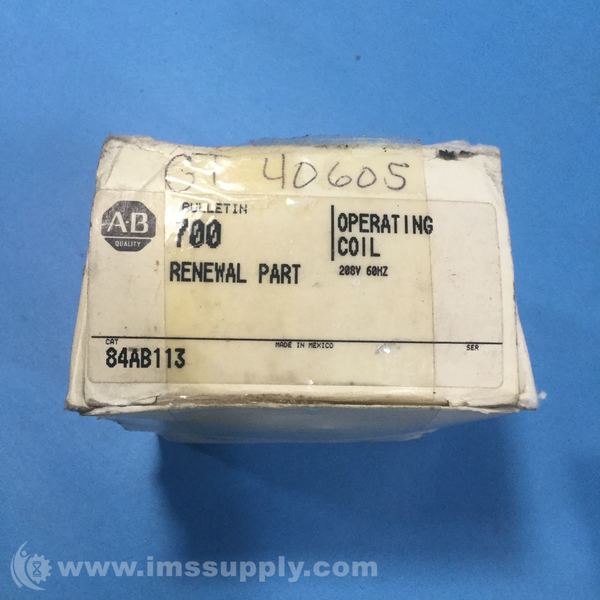 GT 40605
A-B
QUALITY
BULLETIN
700
RENEWAL PART
OPERATING
COIL
208V 60HZ
CAT
84AB113
MADE IN MEXICO
SER
www.imssupply.com